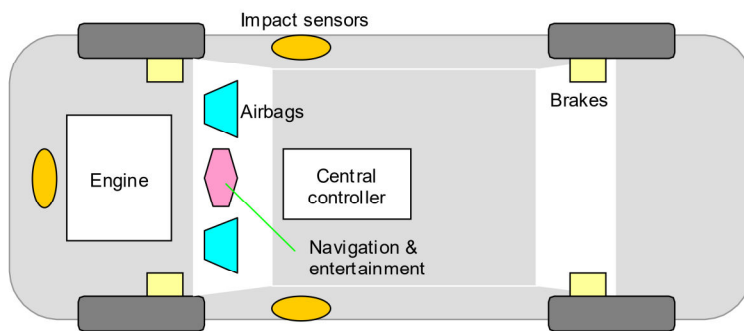 Impact sensors
Airbags
Brakes
Engine
Central
controller
Navigation &
entertainment